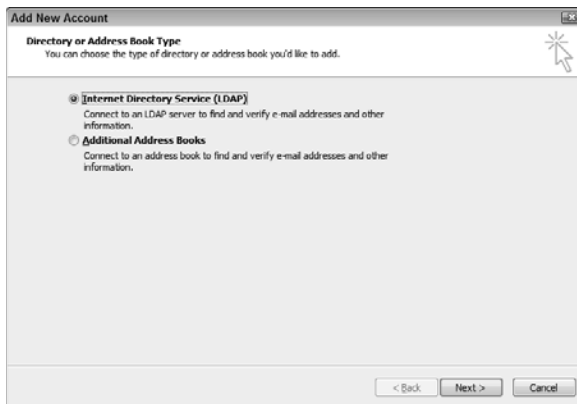 Add New Account
Directory or Address Book Type
You can choose the type of directory or address book you'd like to add.
Internet Directory Service (LDAP)
Connect to an LDAP server to find and verify e-mail addresses and other
information.
Additional Address Books
Connect to an address book to find and verify e-mail addresses and other
information.
< Back Next > Cancel